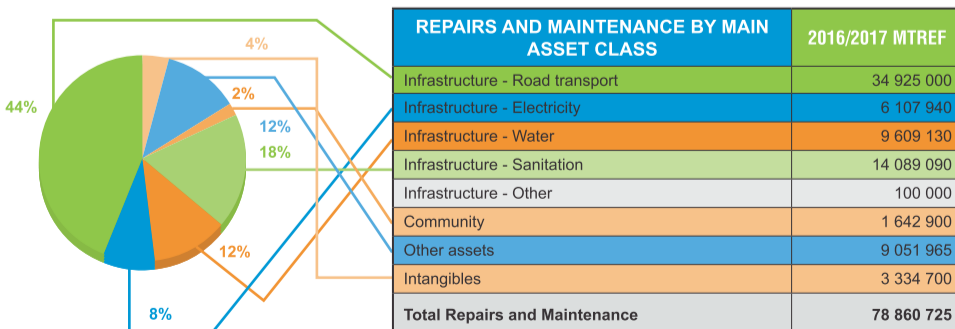 4%
2%
44%
12%
18%
12%
8%
REPAIRS AND MAINTENANCE BY MAIN
ASSET CLASS
2016/2017 MTREF
Infrastructure - Road transport 34 925 000
Infrastructure - Electricity 6 107 940
Infrastructure - Water 9 609 130
Infrastructure - Sanitation 14 089 090
Infrastructure - Other 100 000
Community 1 642 900
Other assets 9 051 965
Intangibles 3 334 700
Total Repairs and Maintenance 78 860 725